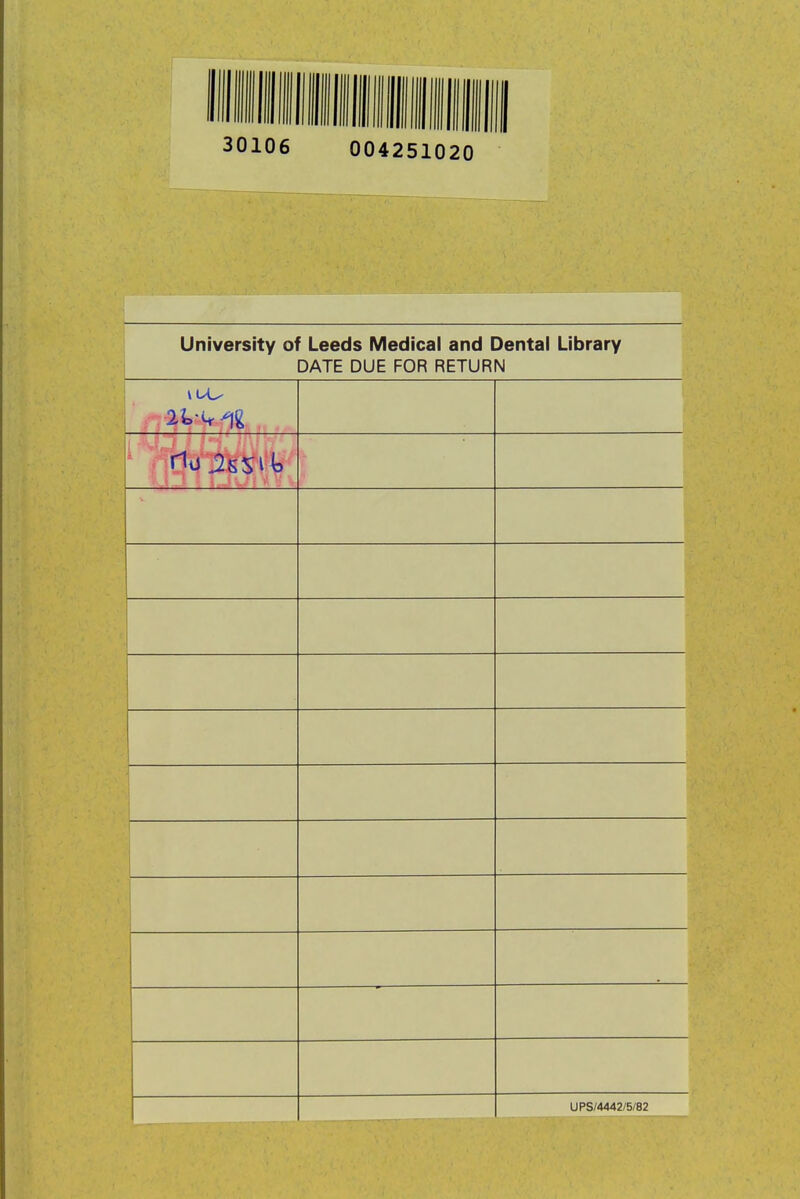 30106 004251020
University of Leeds Medical and Dental Library
DATE DUE FOR RETURN
UPS/4442/5/82